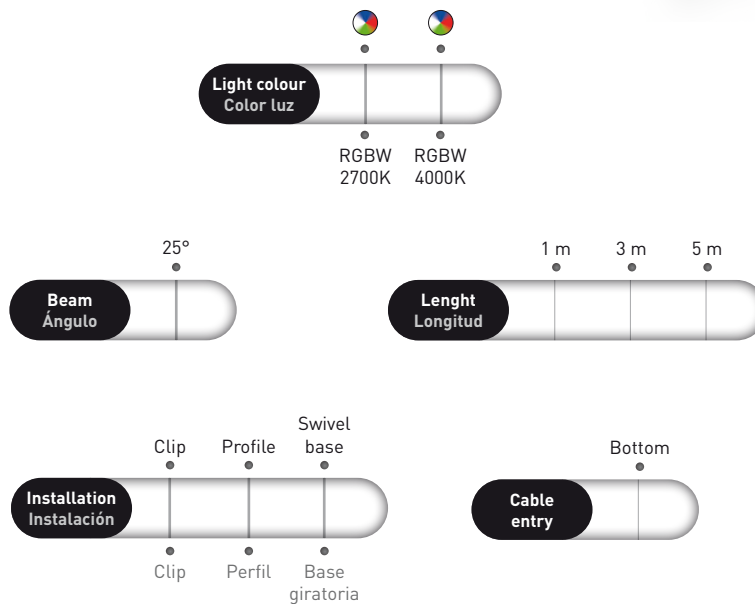 Light colour
Color luz
RGBW
2700K
RGBW
4000K
25°
Beam
Ángulo
1 m
3 m
5 m
Lenght
Longitud
Clip
Profile
Swivel
base
Installation
Instalación
Clip
Perfil
Base
giratoria
Bottom
Cable
entry